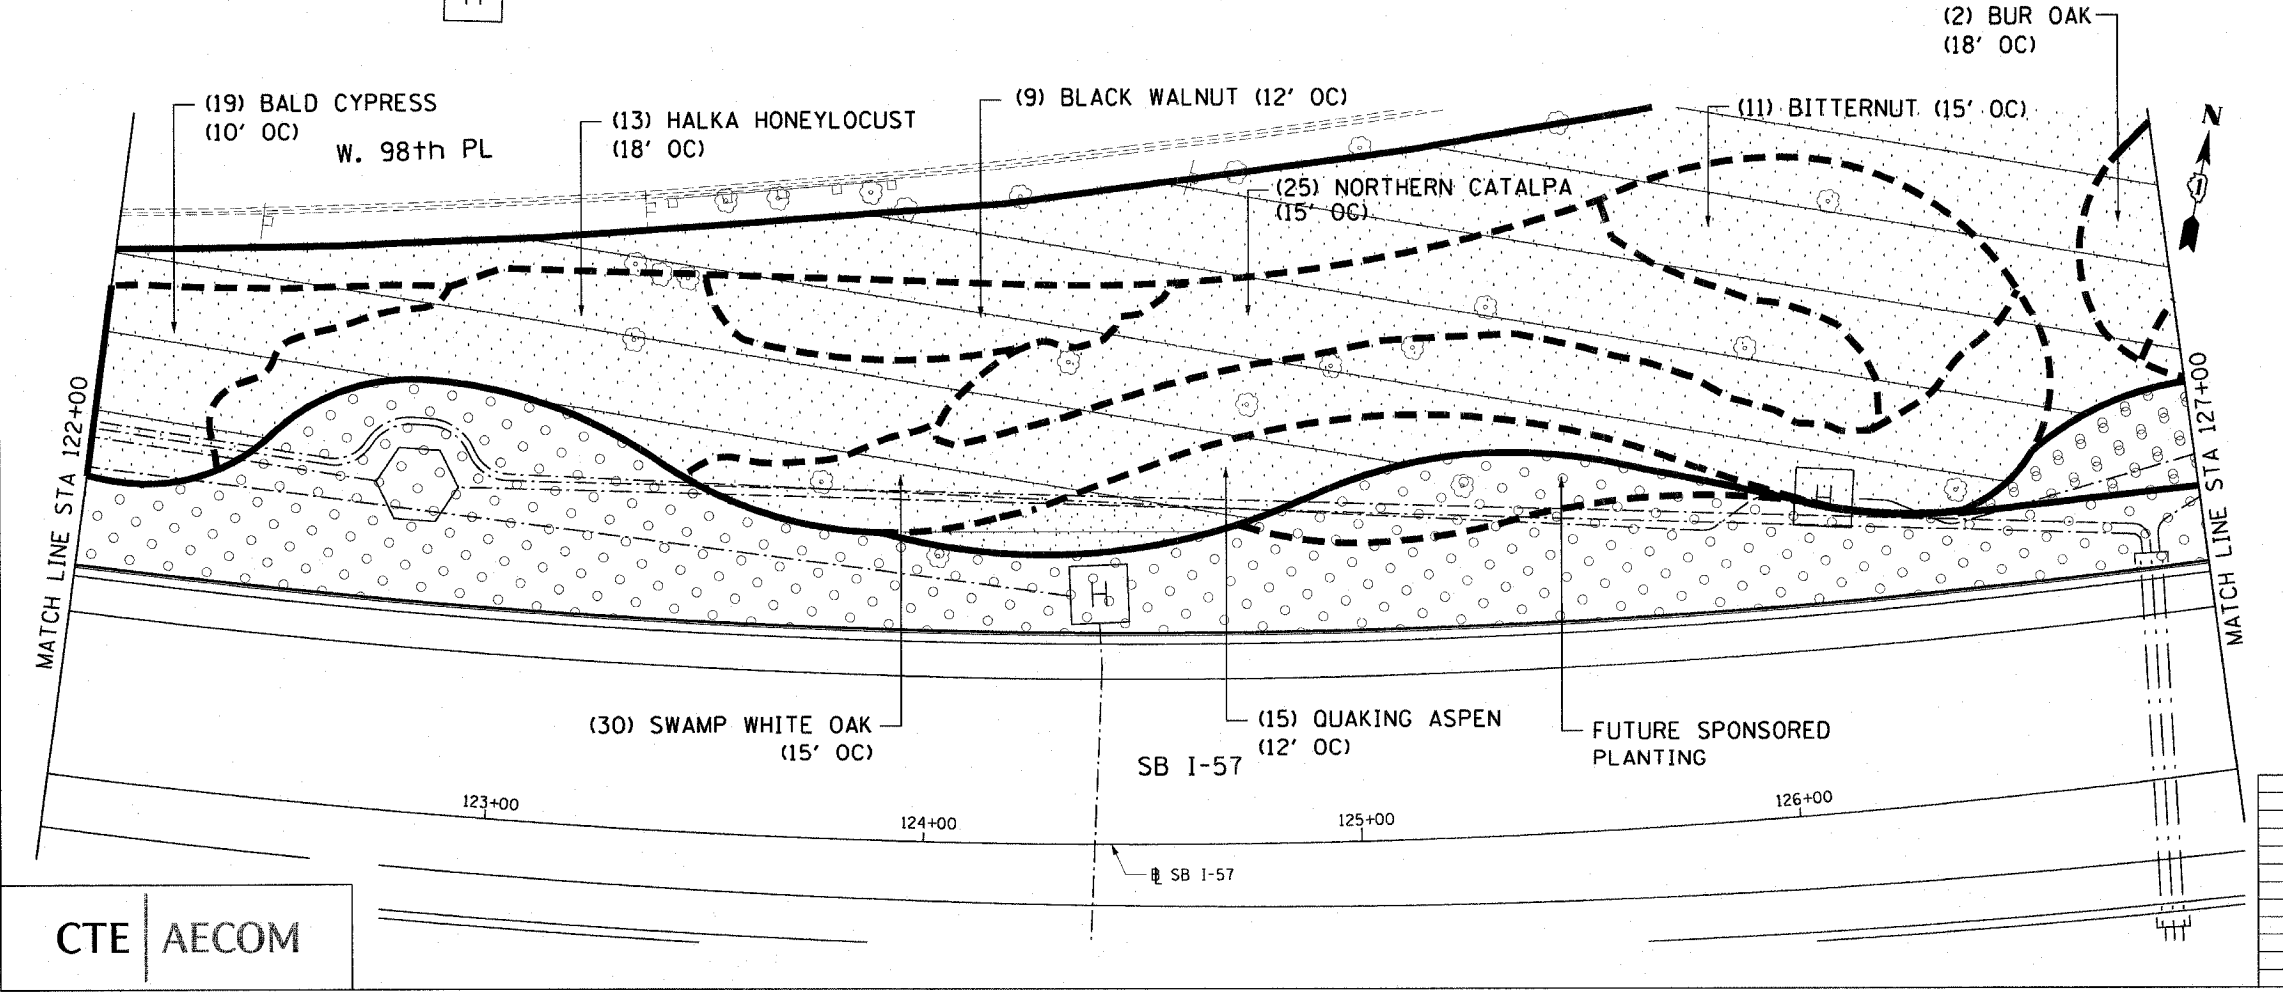 (2) BUR OAK
(18' OC)
(19) BALD CYPRESS
(10' OC)
W. 98th PL
(13) HALKA HONEYLOCUST
(18' OC)
(9) BLACK WALNUT (12' OC)
(11) BITTERNUT (15' OC)
N
(25) NORTHERN CATALPA
(15' OC)
MATCH LINE STA 122+00
MATCH LINE STA 127+00
H
H
(30) SWAMP WHITE OAK
(15' OC)
(15) QUAKING ASPEN
(12' OC)
FUTURE SPONSORED
PLANTING
SB I-57
123+00
124+00
125+00
126+00
SB I-57
CTE | AECOM